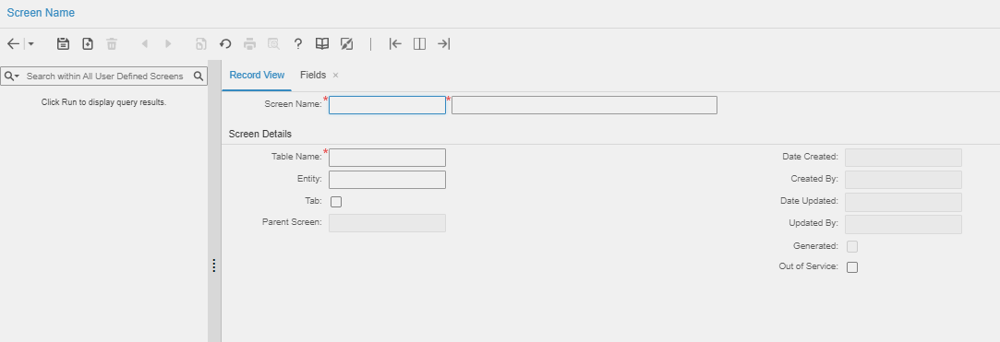 Screen Name
Search within All User Defined Screens
Click Run to display query results.
Record View Fields ×
Screen Name: * *
Screen Details
Table Name: *
Entity:
Tab:
Parent Screen:
Date Created:
Created By:
Date Updated:
Updated By:
Generated:
Out of Service: